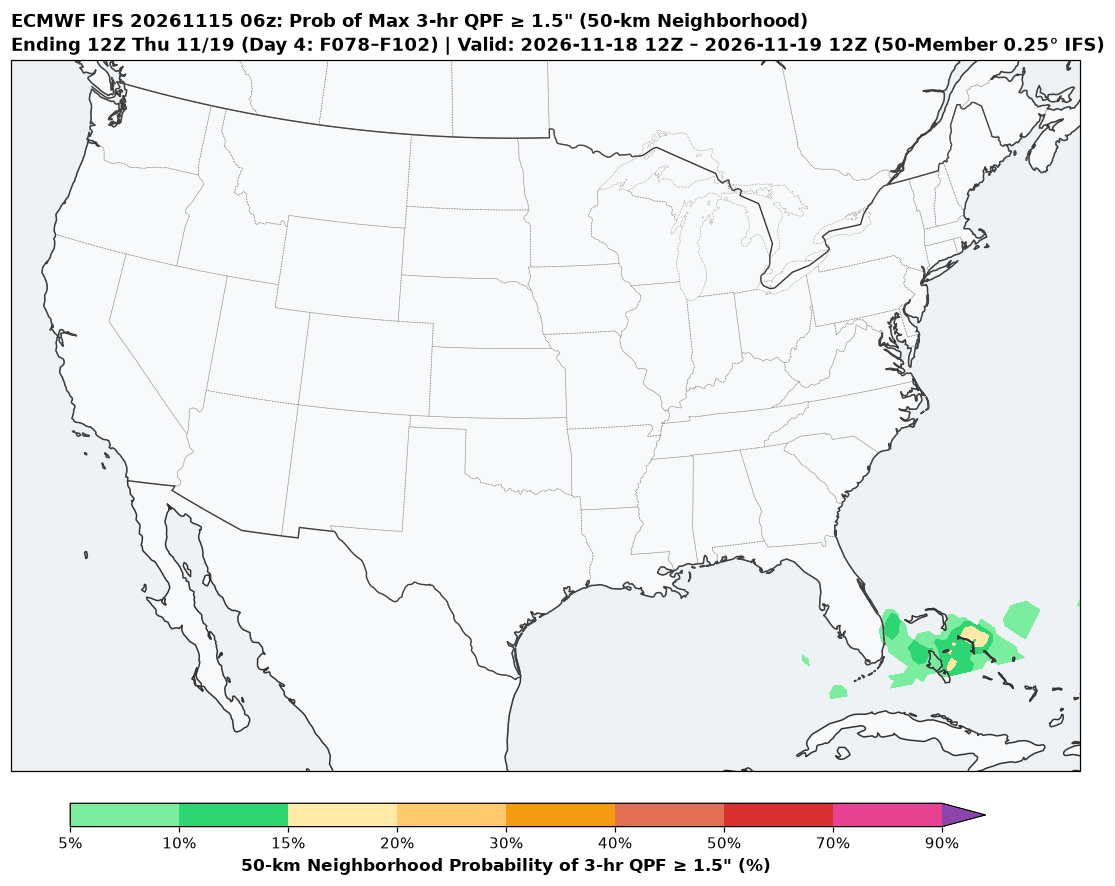 ECMWF IFS 20261115 06z: Prob of Max 3-hr QPF ≥ 1.5" (50-km Neighborhood)
Ending 12Z Thu 11/19 (Day 4: F078–F102) | Valid: 2026-11-18 12Z – 2026-11-19 12Z (50-Member 0.25° IFS)
5% 10% 15% 20% 30% 40% 50% 70% 90%
50-km Neighborhood Probability of 3-hr QPF ≥ 1.5" (%)